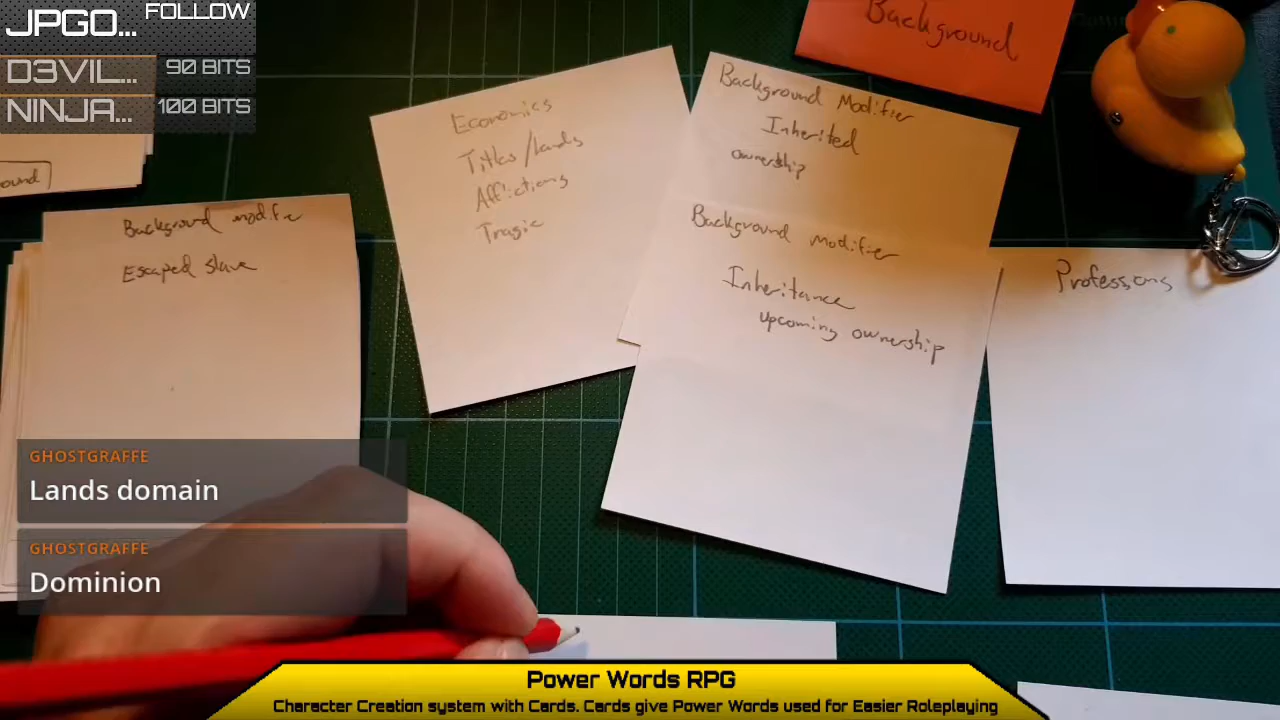 JPGO...
FOLLOW
D3VIL...
90 BITS
NINJA...
100 BITS
ound
Background modifie
Escaped slave
Economics
Titles/Lands
Afflictions
Tragic
Background Modifier
Inherited
ownership
Background modifier
Inheritance
upcoming ownership
Background
Professions
GHOSTGRAFFE
Lands domain
GHOSTGRAFFE
Dominion
Power Words RPG
Character Creation system with Cards. Cards give Power Words used for Easier Roleplaying